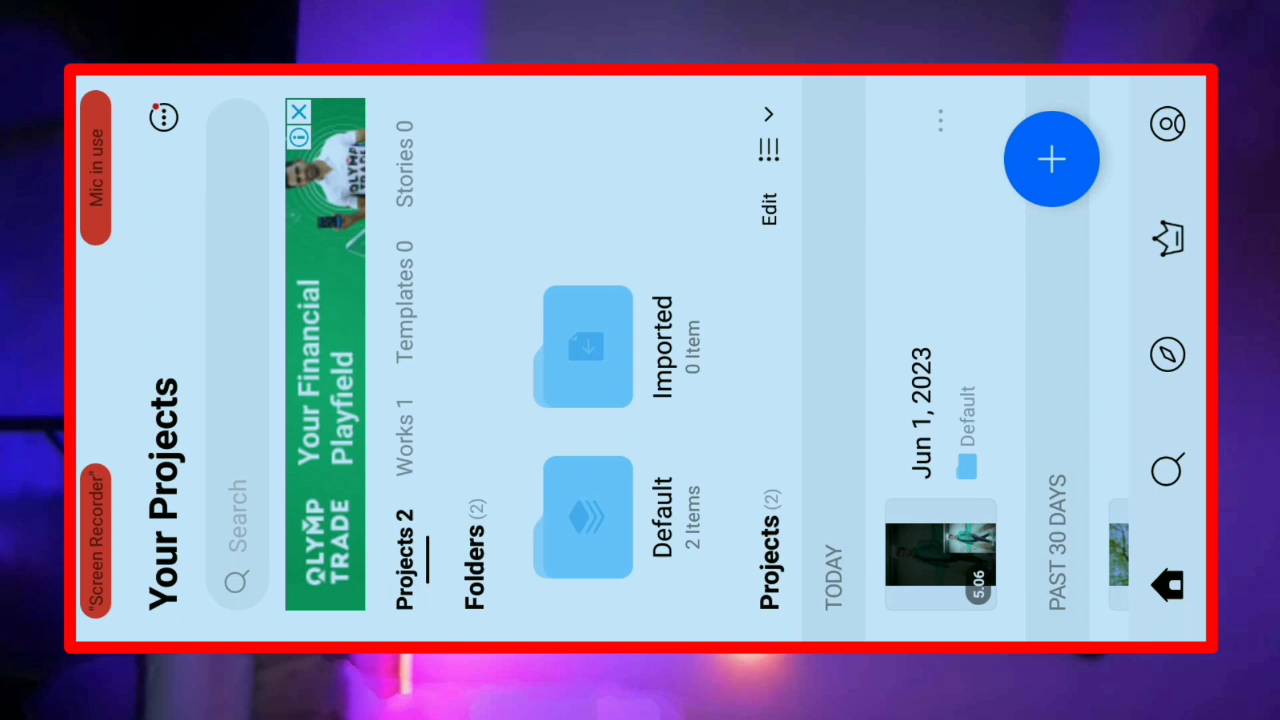 "Screen Recorder"
Mic in use
Your Projects
Search
OLYMP
TRADE
Your Financial
Playfield
OLYMP
TRADE
Projects 2
Works 1
Templates 0
Stories 0
Folders (2)
Default
2 Items
Imported
0 Item
Projects (2)
Edit
TODAY
5.06
Jun 1, 2023
Default
PAST 30 DAYS